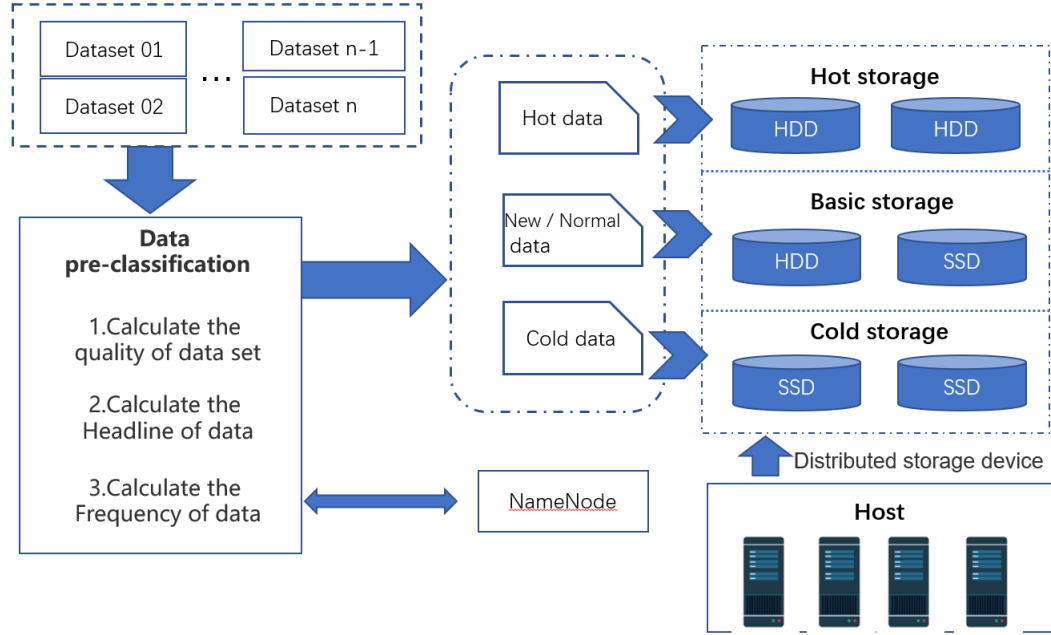 Dataset 01
Dataset n-1
...
Dataset 02
Dataset n
Data
pre-classification
1.Calculate the
quality of data set
2.Calculate the
Headline of data
3.Calculate the
Frequency of data
Hot data
New / Normal
data
Cold data
NameNode
Hot storage
HDD
HDD
Basic storage
HDD
SSD
Cold storage
SSD
SSD
Distributed storage device
Host